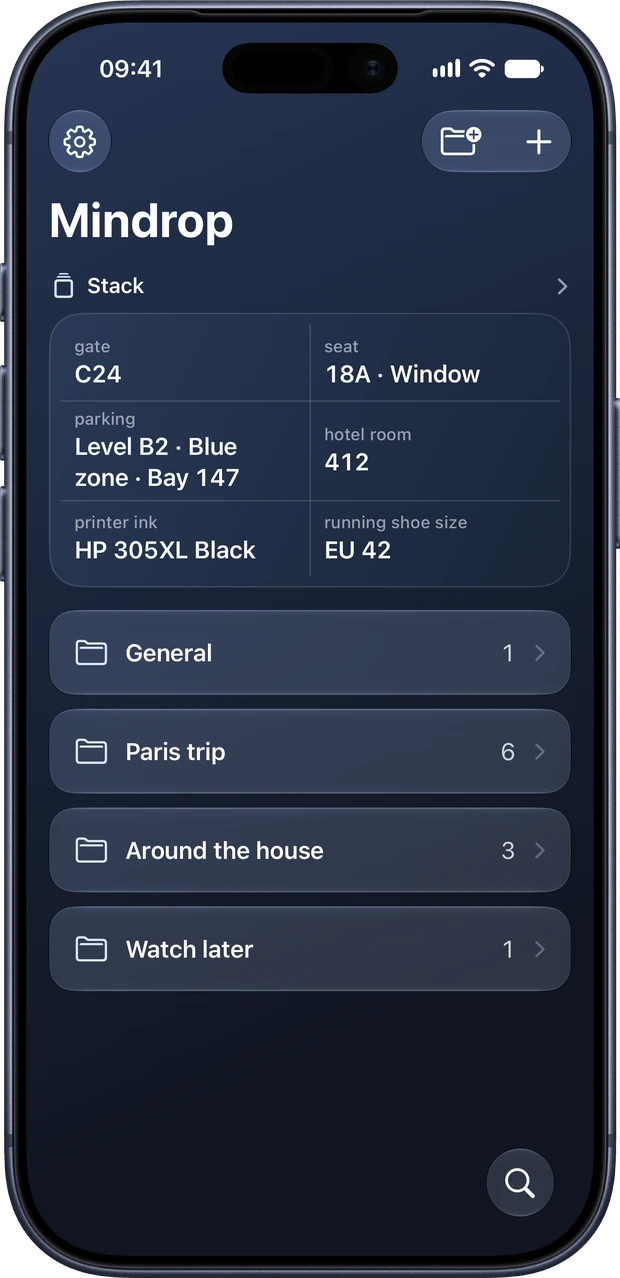 09:41
Mindrop
Stack
gate
C24
seat
18A · Window
parking
Level B2 · Blue
zone · Bay 147
hotel room
412
printer ink
HP 305XL Black
running shoe size
EU 42
General 1
Paris trip 6
Around the house 3
Watch later 1